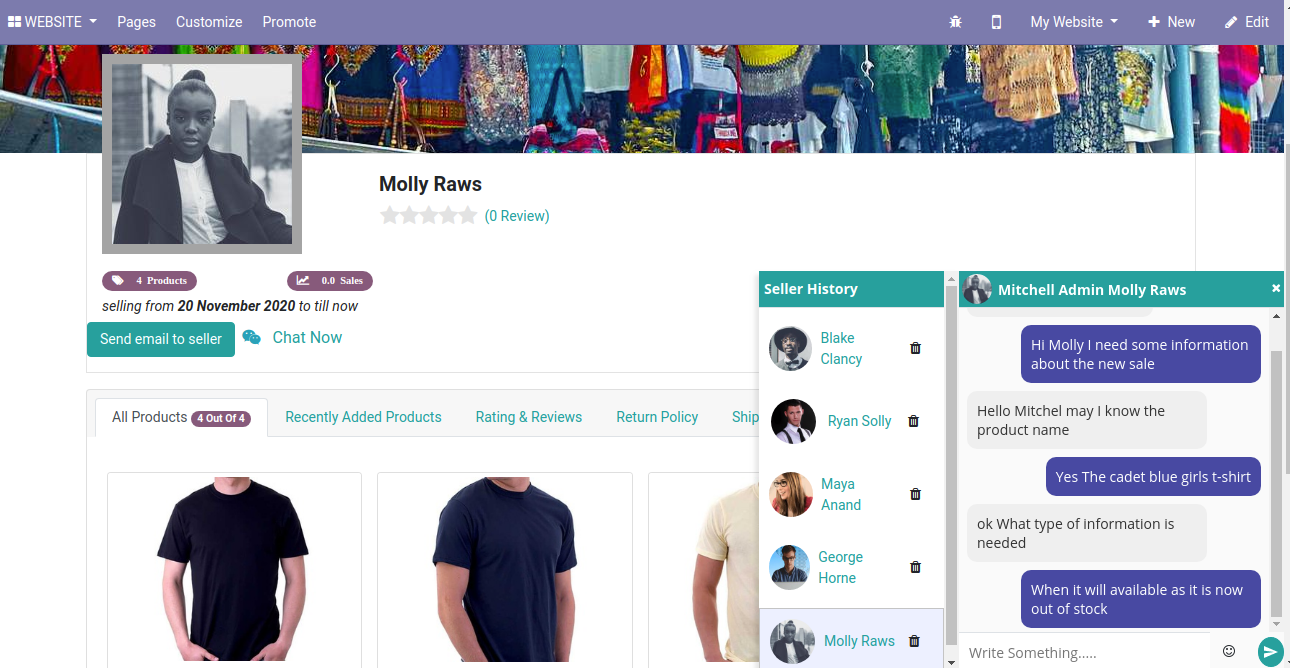 WEBSITE Pages Customize Promote My Website New Edit
Molly Raws
(0 Review)
4 Products 0.0 Sales
selling from 20 November 2020 to till now
Send email to seller Chat Now
All Products 4 Out Of 4 Recently Added Products Rating & Reviews Return Policy Ship
Seller History
Blake
Clancy
Ryan Solly
Maya
Anand
George
Horne
Molly Raws
Mitchell Admin Molly Raws
Hi Molly I need some information
about the new sale
Hello Mitchel may I know the
product name
Yes The cadet blue girls t-shirt
ok What type of information is
needed
When it will available as it is now
out of stock
Write Something.....